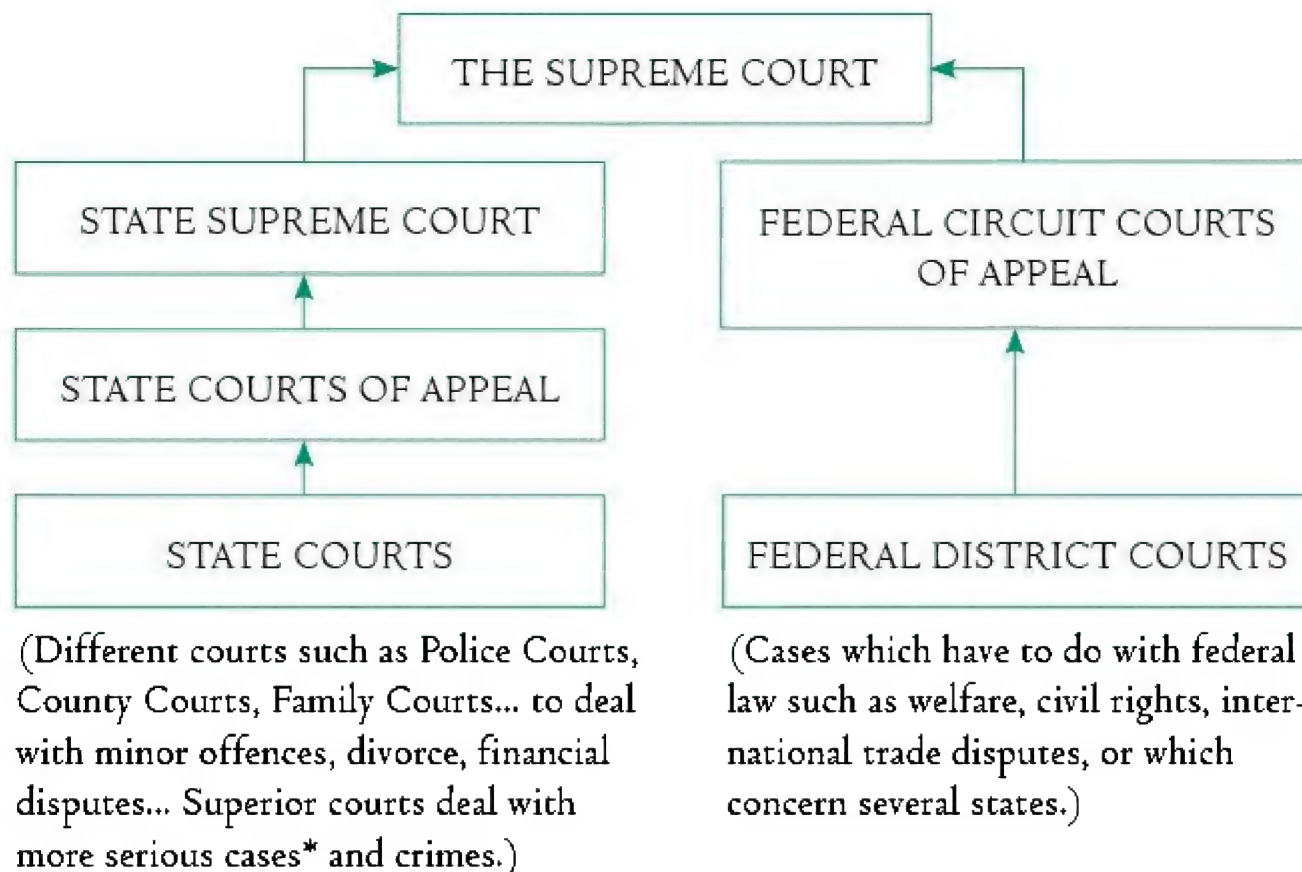 THE SUPREME COURT
STATE SUPREME COURT
FEDERAL CIRCUIT COURTS
OF APPEAL
STATE COURTS OF APPEAL
STATE COURTS
FEDERAL DISTRICT COURTS
(Different courts such as Police Courts,
County Courts, Family Courts... to deal
with minor offences, divorce, financial
disputes... Superior courts deal with
more serious cases* and crimes.)
(Cases which have to do with federal
law such as welfare, civil rights, inter-
national trade disputes, or which
concern several states.)